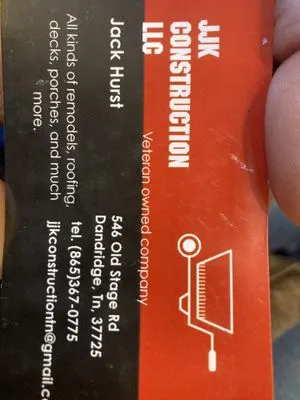 JJK
CONSTRUCTION
LLC
Veteran owned company
Jack Hurst
546 Old Stage Rd
Dandridge, Tn, 37725
tel. (865)367-0775
jjkconstructiontn@gmail.c
All kinds of remodels, roofing,
decks, porches, and much
more.